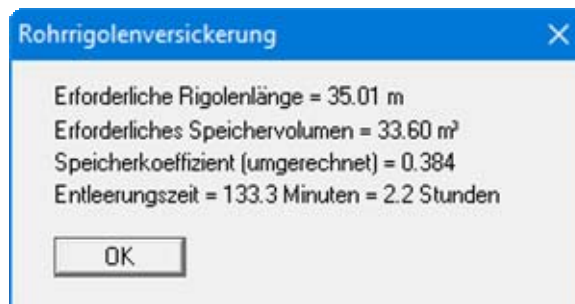 Rohrrigolenversickerung
Erforderliche Rigolenlänge = 35.01 m
Erforderliches Speichervolumen = 33.60 m³
Speicherkoeffizient (umgerechnet) = 0.384
Entleerungszeit = 133.3 Minuten = 2.2 Stunden
OK